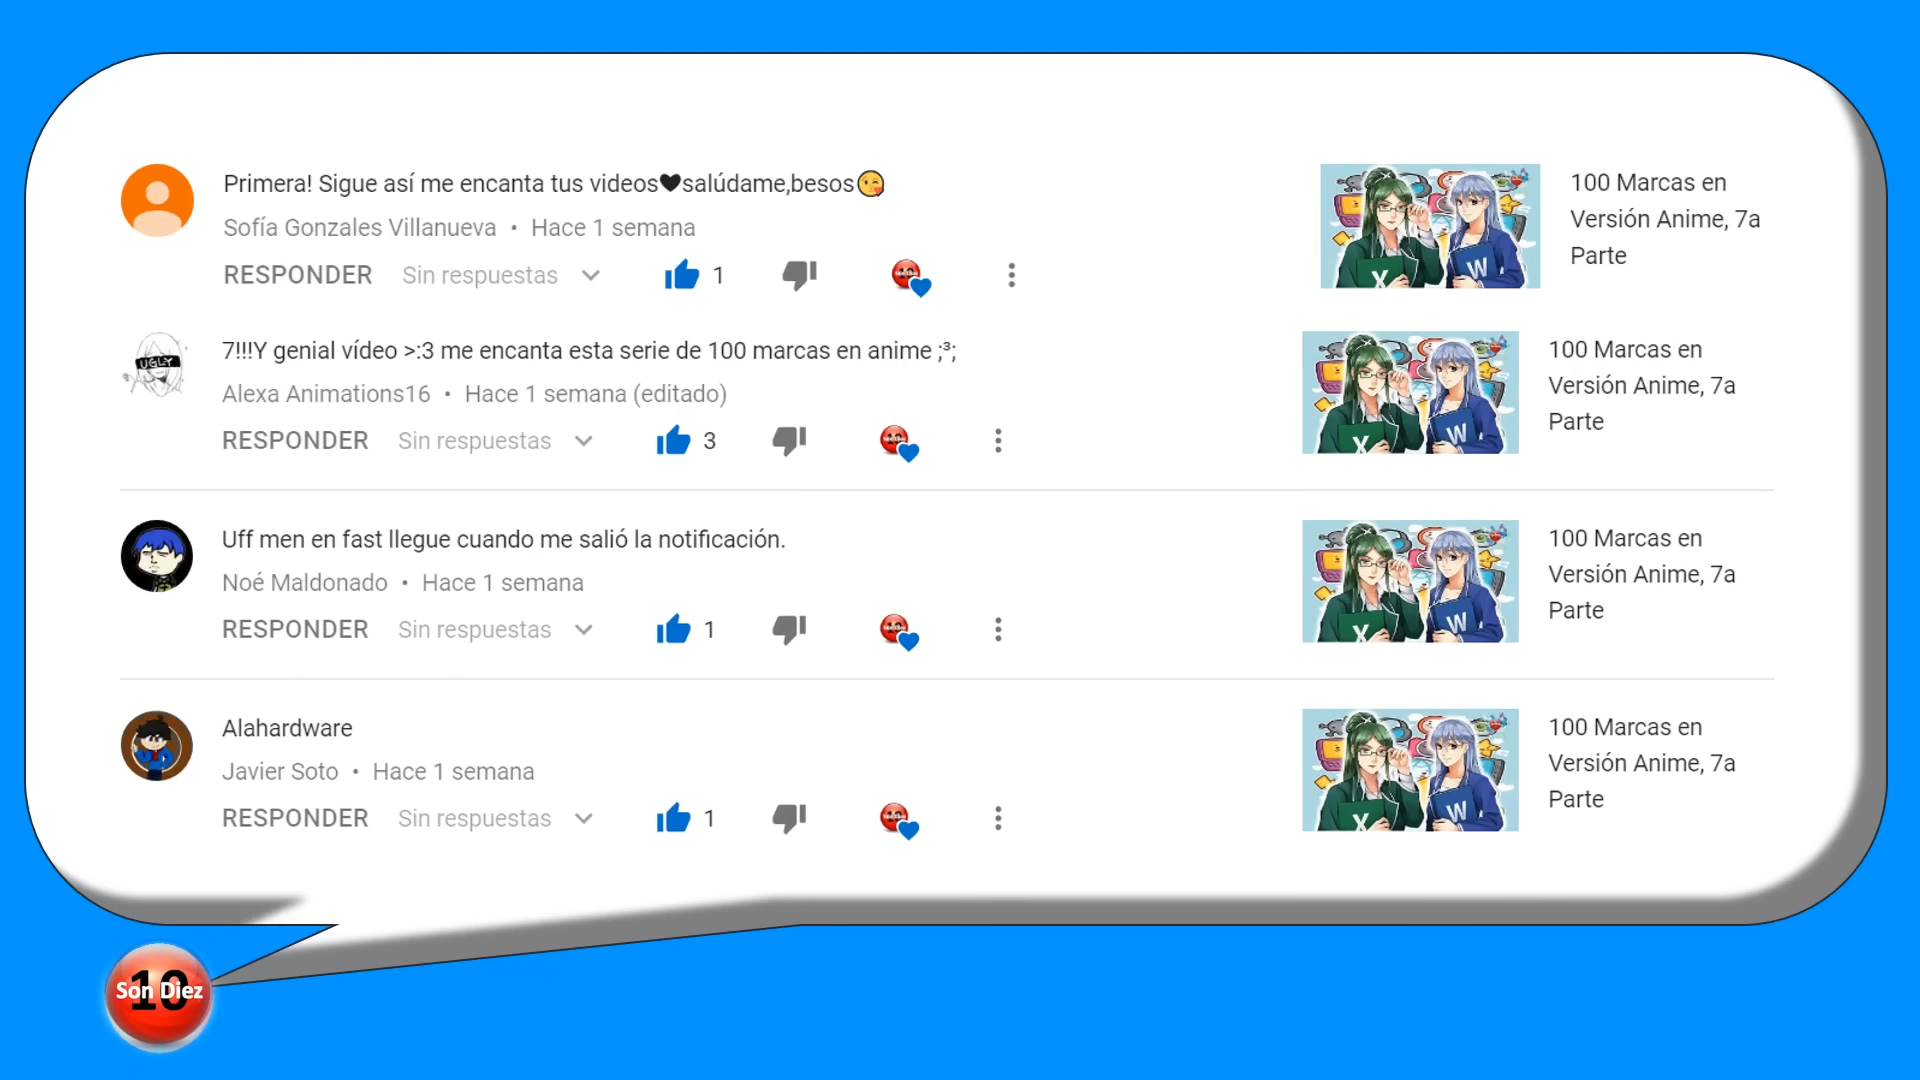 Primera! Sigue así me encanta tus videos🖤salúdame,besos😘
Sofía Gonzales Villanueva • Hace 1 semana
RESPONDER Sin respuestas 1
100 Marcas en
Versión Anime, 7a
Parte
X W
UGLY
7!!!Y genial vídeo >:3 me encanta esta serie de 100 marcas en anime ;³;
Alexa Animations16 • Hace 1 semana (editado)
RESPONDER Sin respuestas 3
100 Marcas en
Versión Anime, 7a
Parte
X W
Uff men en fast llegue cuando me salió la notificación.
Noé Maldonado • Hace 1 semana
RESPONDER Sin respuestas 1
100 Marcas en
Versión Anime, 7a
Parte
X W
Alahardware
Javier Soto • Hace 1 semana
RESPONDER Sin respuestas 1
100 Marcas en
Versión Anime, 7a
Parte
X W
10
Son Diez